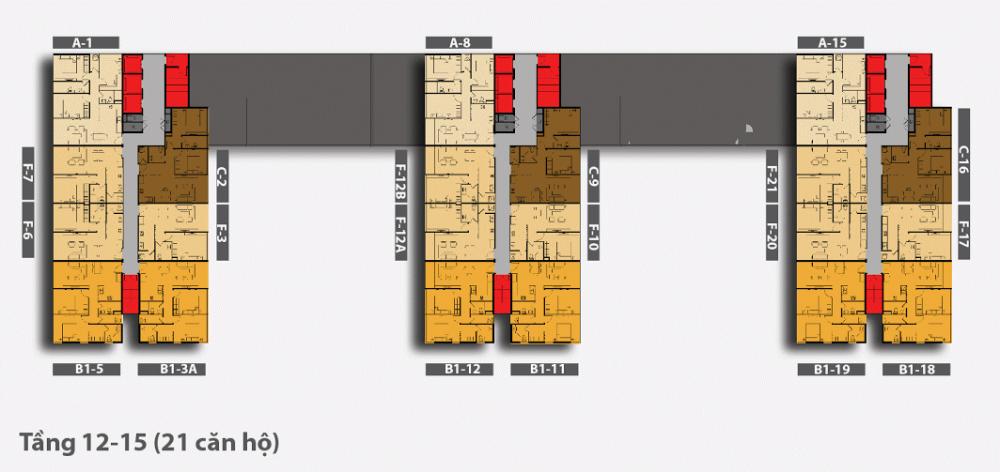 A-1
A-8
A-15
F-7
F-6
C-2
F-3
F-12B
F-12A
C-9
F-10
F-21
F-20
C-16
F-17
B1-5
B1-3A
B1-12
B1-11
B1-19
B1-18
Tầng 12-15 (21 căn hộ)